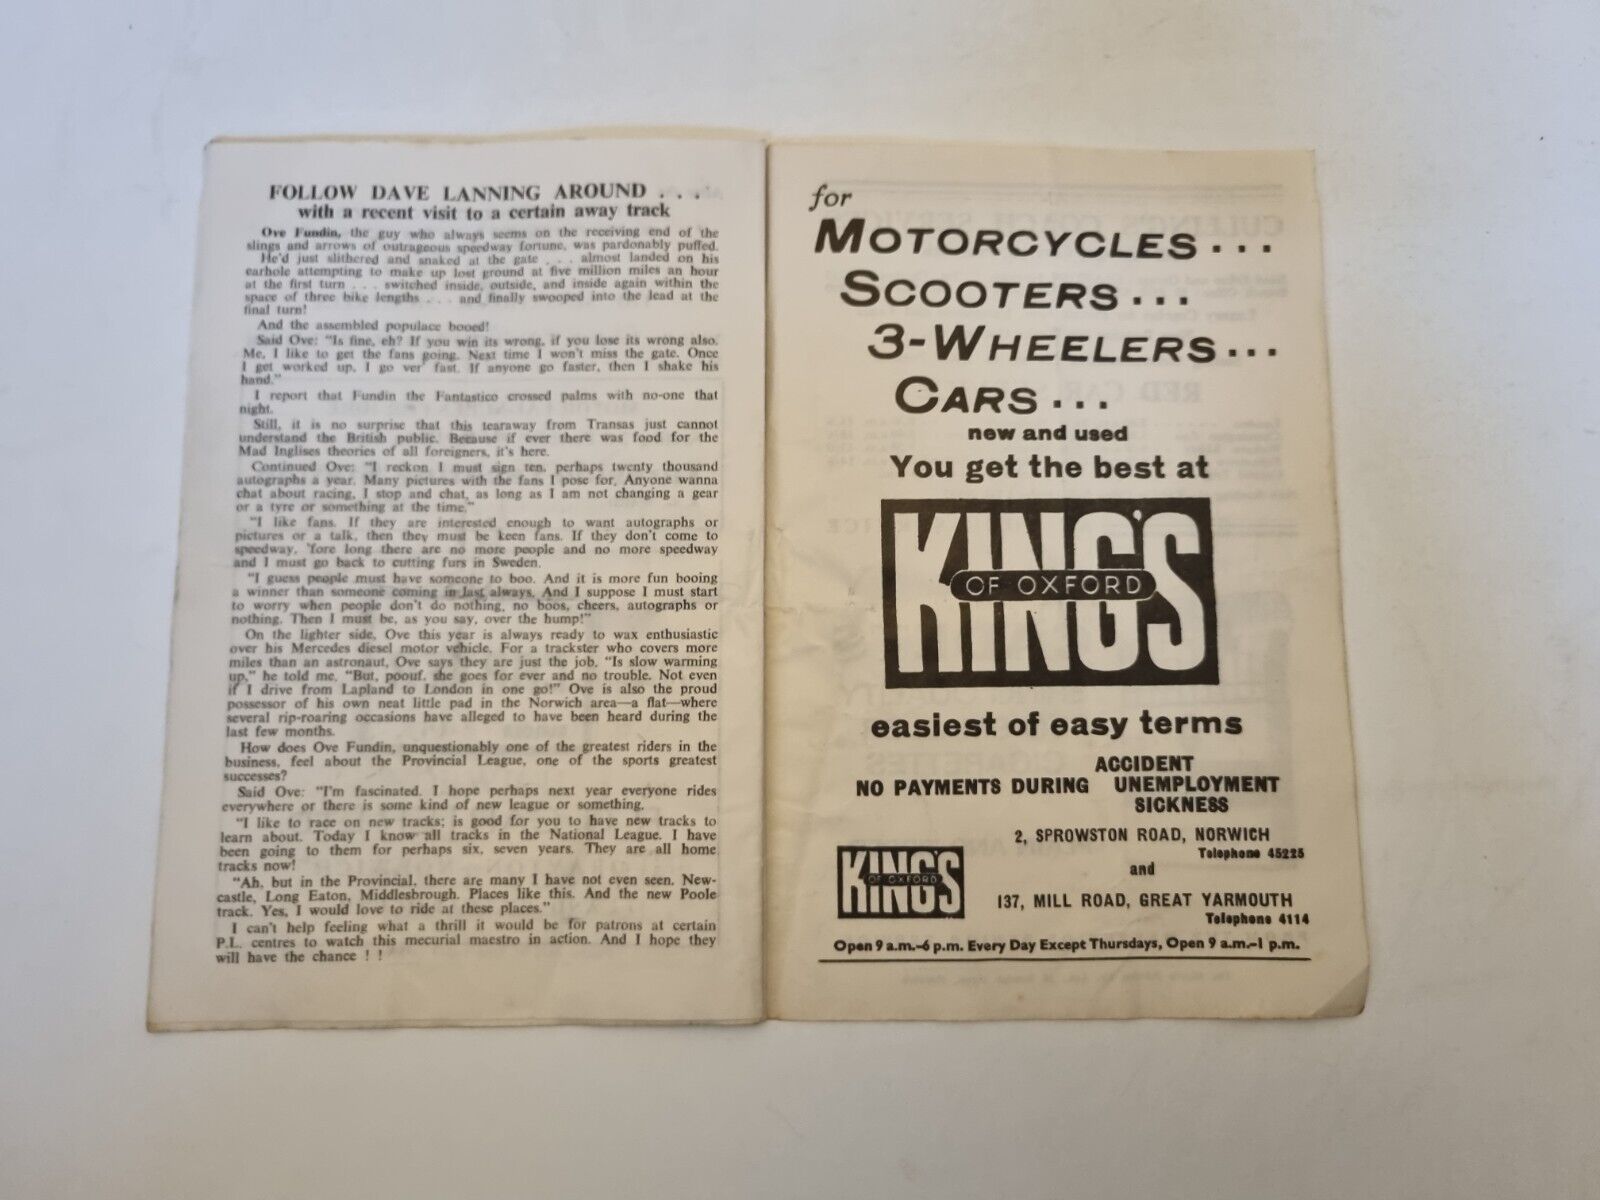 FOLLOW DAVE LANNING AROUND . . .
with a recent visit to a certain away track
Ove Fundin, the guy who always seems on the receiving end of the
slings and arrows of outrageous speedway fortune, was pardonably puffed.
He'd just slithered and snaked at the gate . . . almost landed on his
earhole attempting to make up lost ground at five million miles an hour
at the first turn . . . switched inside, outside, and inside again within the
space of three bike lengths . . . and finally swooped into the lead at the
final turn!
And the assembled populace booed!
Said Ove: "Is fine, eh? If you win its wrong, if you lose its wrong also.
Me, I like to get the fans going. Next time I won't miss the gate. Once
I get worked up, I go ver' fast. If anyone go faster, then I shake his
hand."
I report that Fundin the Fantastico crossed palms with no-one that
night.
Still, it is no surprise that this tearaway from Transas just cannot
understand the British public. Because if ever there was food for the
Mad Inglises theories of all foreigners, it's here.
Continued Ove: "I reckon I must sign ten, perhaps twenty thousand
autographs a year. Many pictures with the fans I pose for. Anyone wanna
chat about racing, I stop and chat, as long as I am not changing a gear
or a tyre or something at the time."
"I like fans. If they are interested enough to want autographs or
pictures or a talk, then they must be keen fans. If they don't come to
speedway, 'fore long there are no more people and no more speedway
and I must go back to cutting furs in Sweden.
"I guess people must have someone to boo. And it is more fun booing
a winner than someone coming in last always. And I suppose I must start
to worry when people don't do nothing, no boos, cheers, autographs or
nothing. Then I must be, as you say, over the hump!"
On the lighter side, Ove this year is always ready to wax enthusiastic
over his Mercedes diesel motor vehicle. For a trackster who covers more
miles than an astronaut, Ove says they are just the job. "Is slow warming
up," he told me. "But, poouf, she goes for ever and no trouble. Not even
if I drive from Lapland to London in one go!" Ove is also the proud
possessor of his own neat little pad in the Norwich area—a flat—where
several rip-roaring occasions have alleged to have been heard during the
last few months.
How does Ove Fundin, unquestionably one of the greatest riders in the
business, feel about the Provincial League, one of the sports greatest
successes?
Said Ove: "I'm fascinated. I hope perhaps next year everyone rides
everywhere or there is some kind of new league or something.
"I like to race on new tracks; is good for you to have new tracks to
learn about. Today I know all tracks in the National League. I have
been going to them for perhaps six, seven years. They are all home
tracks now!
"Ah, but in the Provincial, there are many I have not even seen. New-
castle, Long Eaton, Middlesbrough. Places like this. And the new Poole
track. Yes, I would love to ride at these places."
I can't help feeling what a thrill it would be for patrons at certain
P.L. centres to watch this mecurial maestro in action. And I hope they
will have the chance ! !
for
MOTORCYCLES . . .
SCOOTERS . . .
3-WHEELERS . . .
CARS . . .
new and used
You get the best at
KING'S
OF OXFORD
easiest of easy terms
NO PAYMENTS DURING
ACCIDENT
UNEMPLOYMENT
SICKNESS
2, SPROWSTON ROAD, NORWICH
Telephone 45225
and
137, MILL ROAD, GREAT YARMOUTH
Telephone 4114
KING'S
OF OXFORD
Open 9 a.m.-6 p.m. Every Day Except Thursdays, Open 9 a.m.-1 p.m.